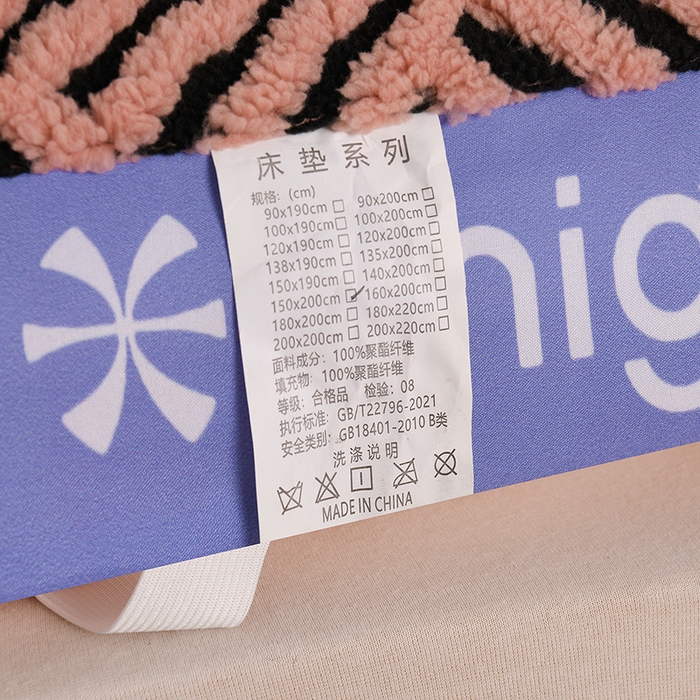 床垫系列
规格：(cm)
90x190cm □ 90x200cm □
100x190cm □ 100x200cm □
120x190cm □ 120x200cm □
138x190cm □ 135x200cm □
150x190cm □ 140x200cm □
150x200cm ☑ 160x200cm □
180x200cm □ 180x220cm □
200x200cm □ 200x220cm □
面料成分：100%聚酯纤维
填充物：100%聚酯纤维
等级：合格品 检验：08
执行标准：GB/T22796-2021
安全类别：GB18401-2010 B类
洗涤说明
MADE IN CHINA
nig